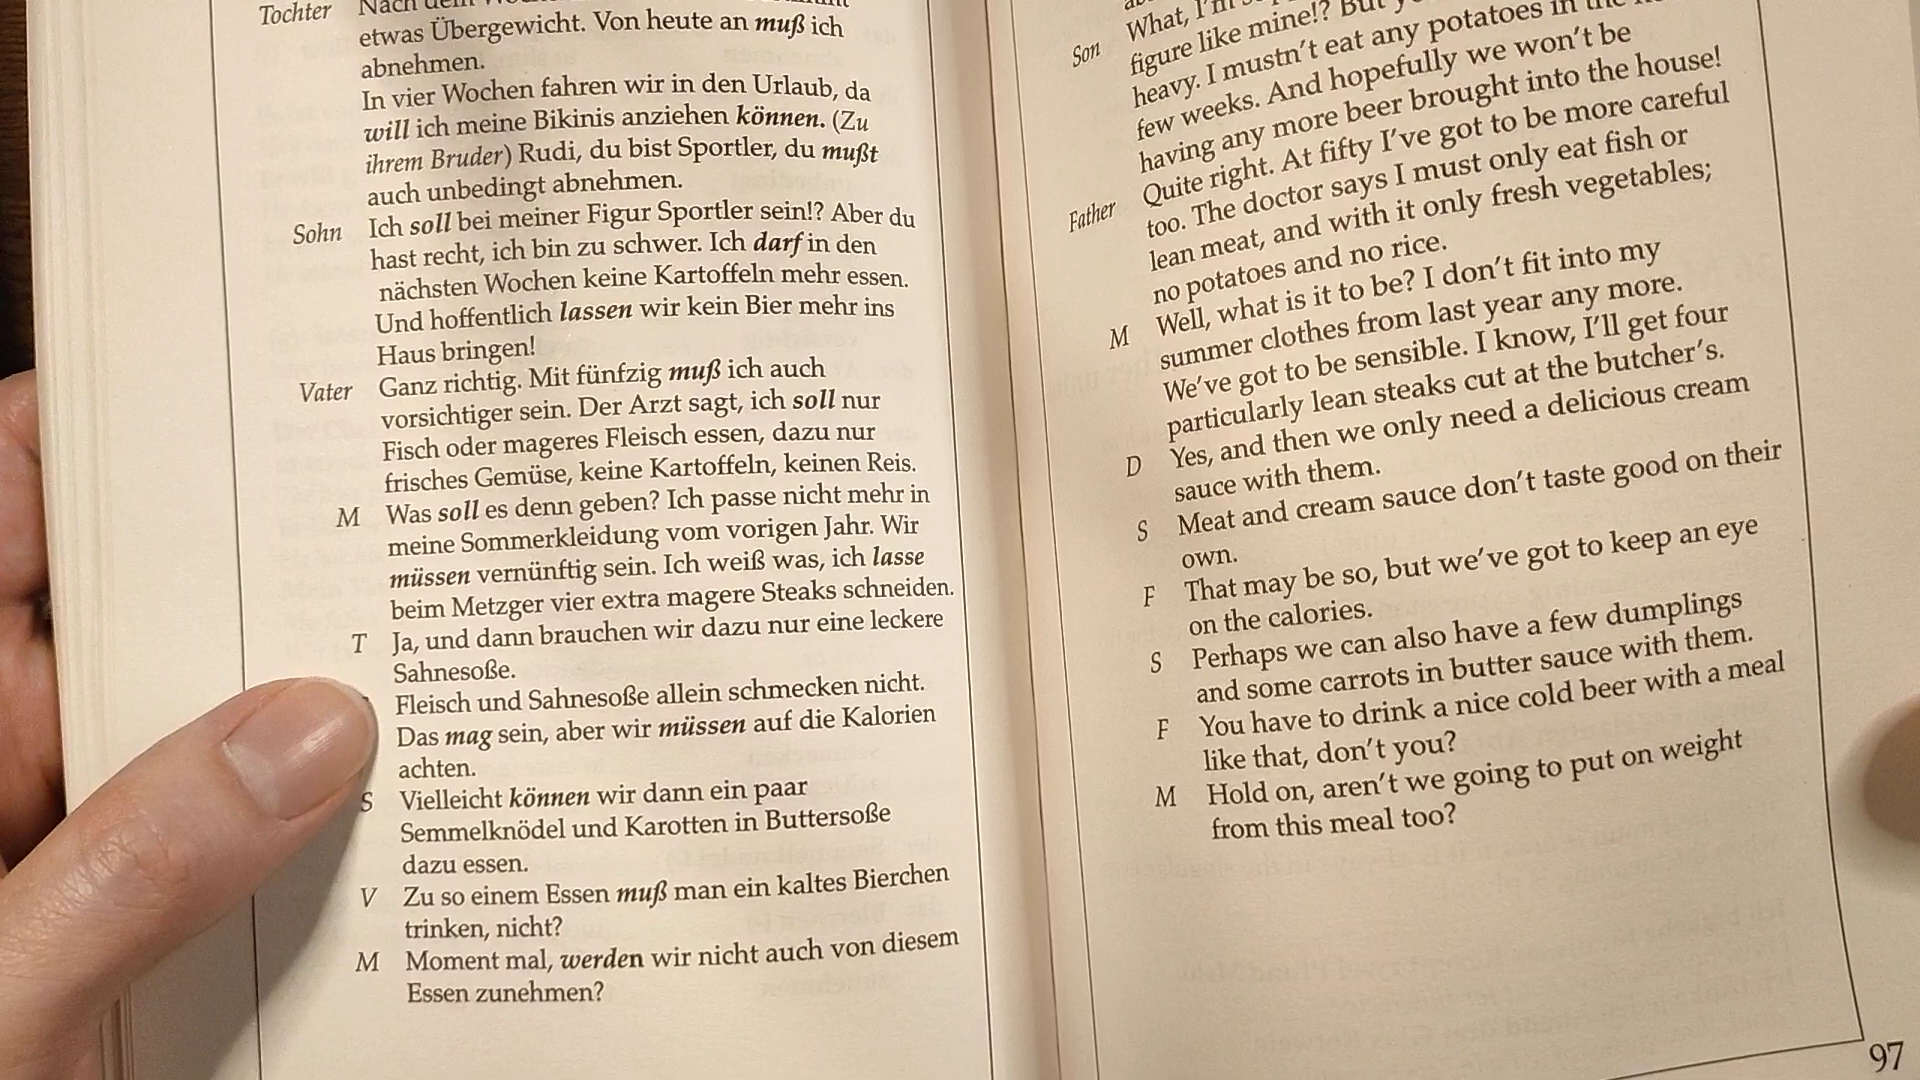 Tochter Nach dem
etwas Übergewicht. Von heute an muß ich
abnehmen.
In vier Wochen fahren wir in den Urlaub, da
will ich meine Bikinis anziehen können. (Zu
ihrem Bruder) Rudi, du bist Sportler, du mußt
auch unbedingt abnehmen.
Sohn Ich soll bei meiner Figur Sportler sein!? Aber du
hast recht, ich bin zu schwer. Ich darf in den
nächsten Wochen keine Kartoffeln mehr essen.
Und hoffentlich lassen wir kein Bier mehr ins
Haus bringen!
Vater Ganz richtig. Mit fünfzig muß ich auch
vorsichtiger sein. Der Arzt sagt, ich soll nur
Fisch oder mageres Fleisch essen, dazu nur
frisches Gemüse, keine Kartoffeln, keinen Reis.
M Was soll es denn geben? Ich passe nicht mehr in
meine Sommerkleidung vom vorigen Jahr. Wir
müssen vernünftig sein. Ich weiß was, ich lasse
beim Metzger vier extra magere Steaks schneiden.
T Ja, und dann brauchen wir dazu nur eine leckere
Sahnesoße.
Fleisch und Sahnesoße allein schmecken nicht.
Das mag sein, aber wir müssen auf die Kalorien
achten.
S Vielleicht können wir dann ein paar
Semmelknödel und Karotten in Buttersoße
dazu essen.
V Zu so einem Essen muß man ein kaltes Bierchen
trinken, nicht?
M Moment mal, werden wir nicht auch von diesem
Essen zunehmen?
Son What, I'm
figure like mine!? But
heavy. I mustn't eat any potatoes in the
few weeks. And hopefully we won't be
having any more beer brought into the house!
Father Quite right. At fifty I've got to be more careful
too. The doctor says I must only eat fish or
lean meat, and with it only fresh vegetables;
no potatoes and no rice.
M Well, what is it to be? I don't fit into my
summer clothes from last year any more.
We've got to be sensible. I know, I'll get four
particularly lean steaks cut at the butcher's.
D Yes, and then we only need a delicious cream
sauce with them.
S Meat and cream sauce don't taste good on their
own.
F That may be so, but we've got to keep an eye
on the calories.
S Perhaps we can also have a few dumplings
and some carrots in butter sauce with them.
F You have to drink a nice cold beer with a meal
like that, don't you?
M Hold on, aren't we going to put on weight
from this meal too?
97